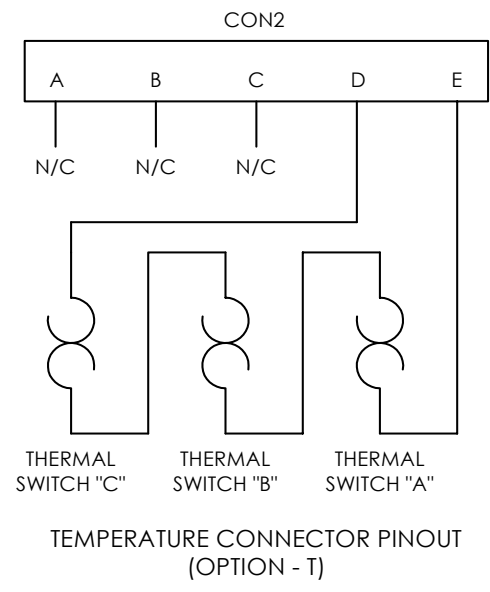 CON2
A B C D E
N/C N/C N/C
THERMAL THERMAL THERMAL
SWITCH "C" SWITCH "B" SWITCH "A"
TEMPERATURE CONNECTOR PINOUT
(OPTION - T)